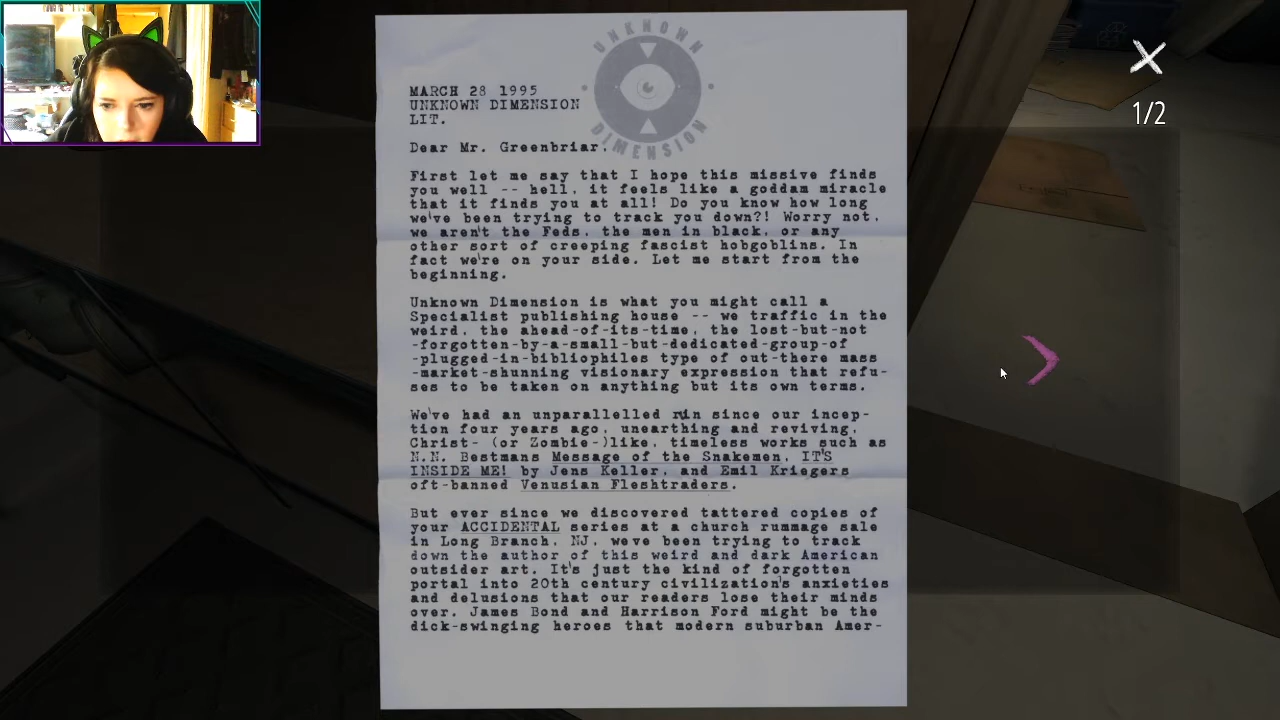 UNKNOWN
DIMENSION
MARCH 28 1995
UNKNOWN DIMENSION
LIT.
Dear Mr. Greenbriar,
First let me say that I hope this missive finds
you well -- hell, it feels like a goddam miracle
that it finds you at all! Do you know how long
we've been trying to track you down?! Worry not,
we aren't the Feds, the men in black, or any
other sort of creeping fascist hobgoblins. In
fact we're on your side. Let me start from the
beginning.
Unknown Dimension is what you might call a
Specialist publishing house -- we traffic in the
weird, the ahead-of-its-time, the lost-but-not
-forgotten-by-a-small-but-dedicated-group-of
-plugged-in-bibliophiles type of out-there mass
-market-shunning visionary expression that refu-
ses to be taken on anything but its own terms.
We've had an unparallelled run since our incep-
tion four years ago, unearthing and reviving,
Christ- (or Zombie-)like, timeless works such as
N.N. Bestmans Message of the Snakemen, IT'S
INSIDE ME! by Jens Keller, and Emil Kriegers
oft-banned Venusian Fleshtraders.
But ever since we discovered tattered copies of
your ACCIDENTAL series at a church rummage sale
in Long Branch, NJ, we've been trying to track
down the author of this weird and dark American
outsider art. It's just the kind of forgotten
portal into 20th century civilization's anxieties
and delusions that our readers lose their minds
over. James Bond and Harrison Ford might be the
dick-swinging heroes that modern suburban Amer-
1/2